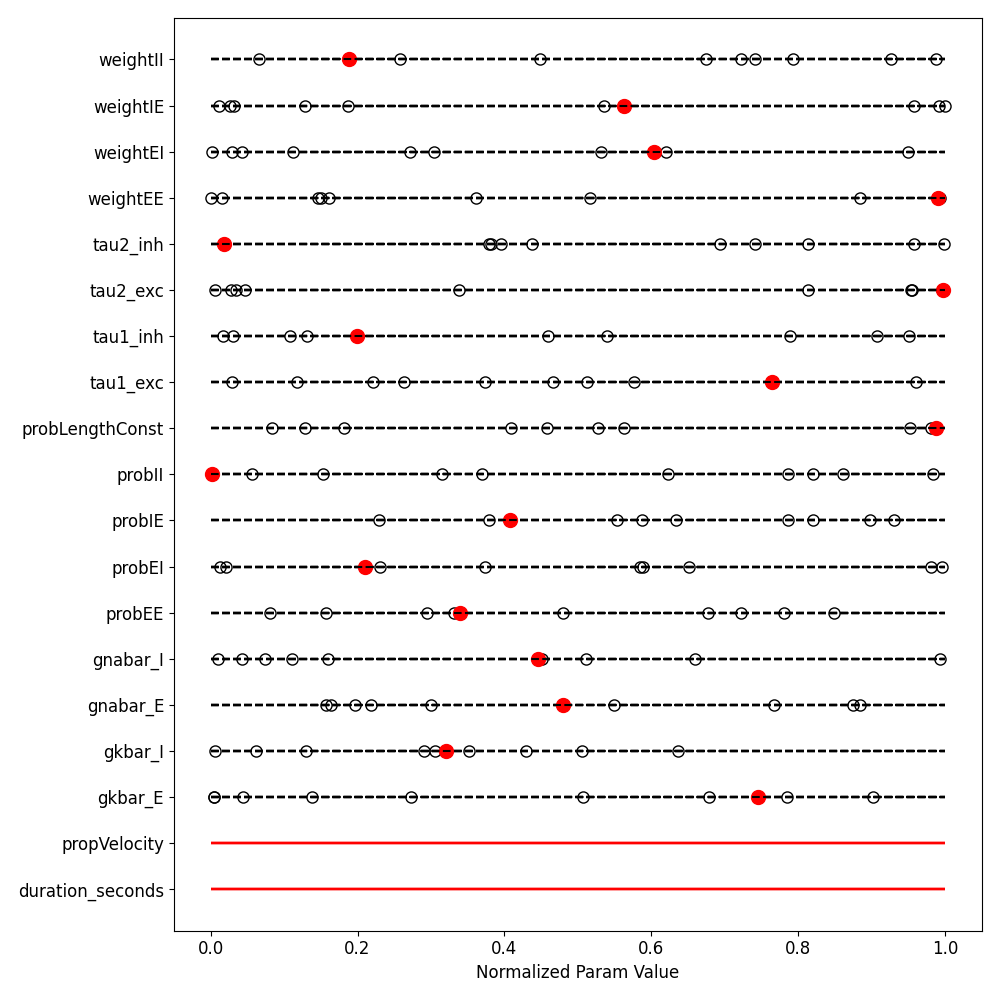 weightII
weightIE
weightEI
weightEE
tau2_inh
tau2_exc
tau1_inh
tau1_exc
probLengthConst
probII
probIE
probEI
probEE
gnabar_I
gnabar_E
gkbar_I
gkbar_E
propVelocity
duration_seconds
0.0 0.2 0.4 0.6 0.8 1.0
Normalized Param Value